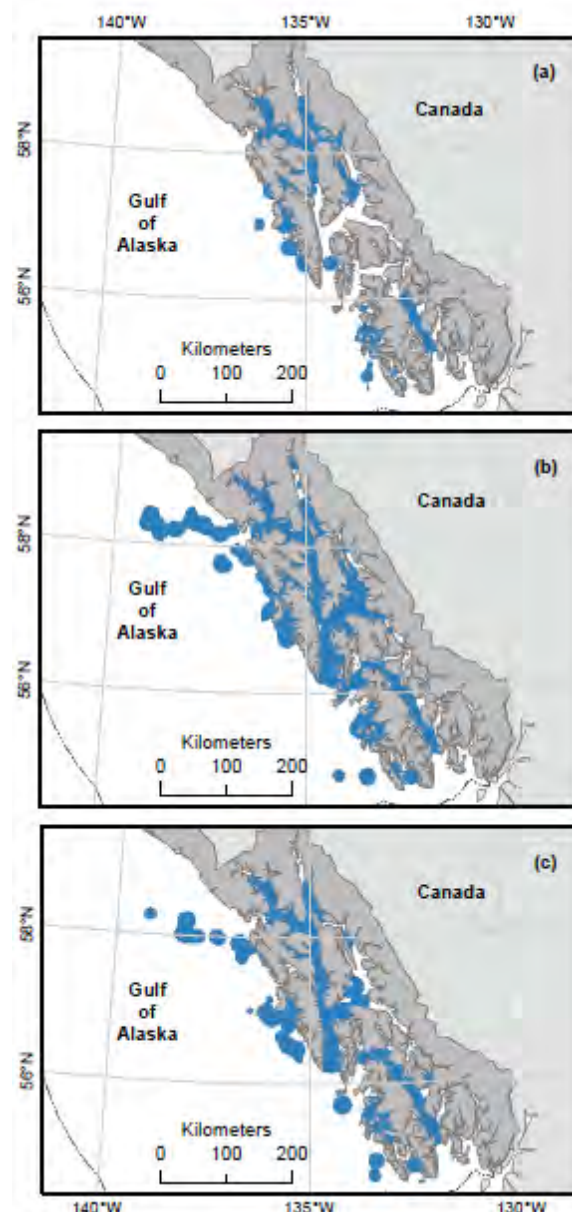 140°W 135°W 130°W
(a)
Canada
58°N
Gulf
of
Alaska
56°N
Kilometers
0 100 200
(b)
Canada
58°N
Gulf
of
Alaska
56°N
Kilometers
0 100 200
(c)
Canada
58°N
Gulf
of
Alaska
56°N
Kilometers
0 100 200
140°W 135°W 130°W